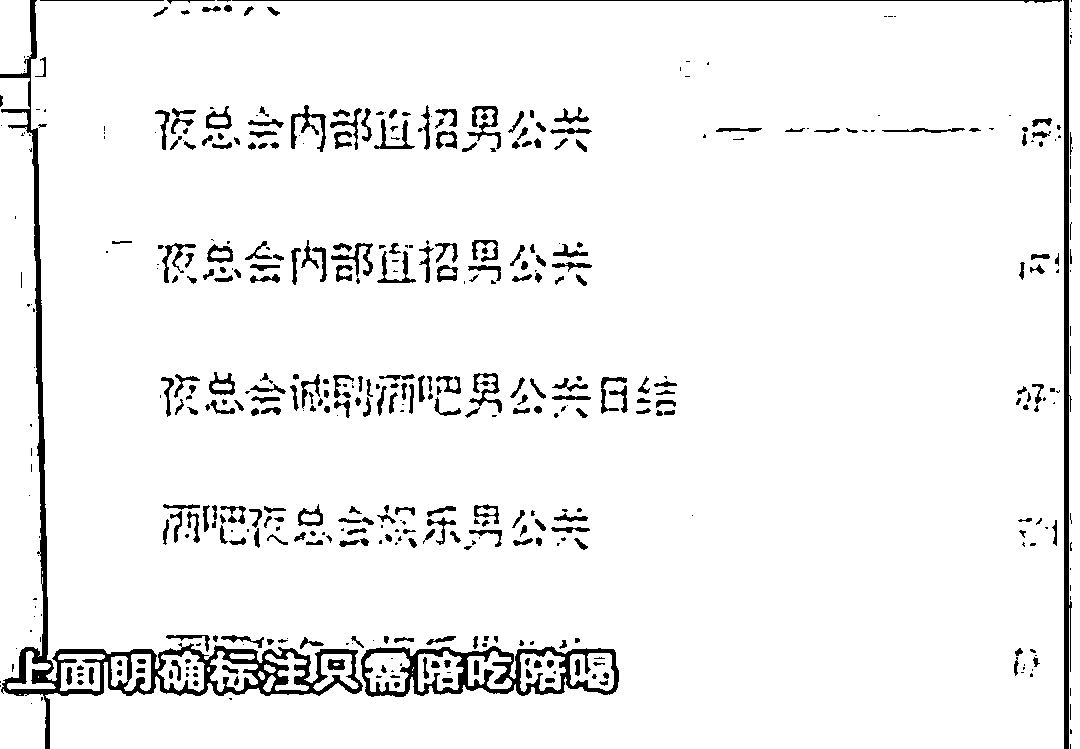 夜总会内部直招男公关
夜总会内部直招男公关
夜总会诚聘酒吧男公关日结
酒吧夜总会娱乐男公关
上面明确标注只需陪吃陪喝